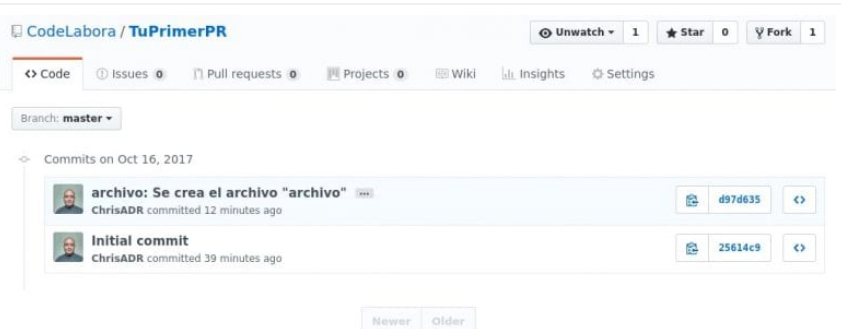 CodeLabora / TuPrimerPR Unwatch 1 Star 0 Fork 1
Code Issues 0 Pull requests 0 Projects 0 Wiki Insights Settings
Branch: master
Commits on Oct 16, 2017
archivo: Se crea el archivo "archivo" ...
ChrisADR committed 12 minutes ago
d97d635
Initial commit
ChrisADR committed 39 minutes ago
25614c9
Newer Older